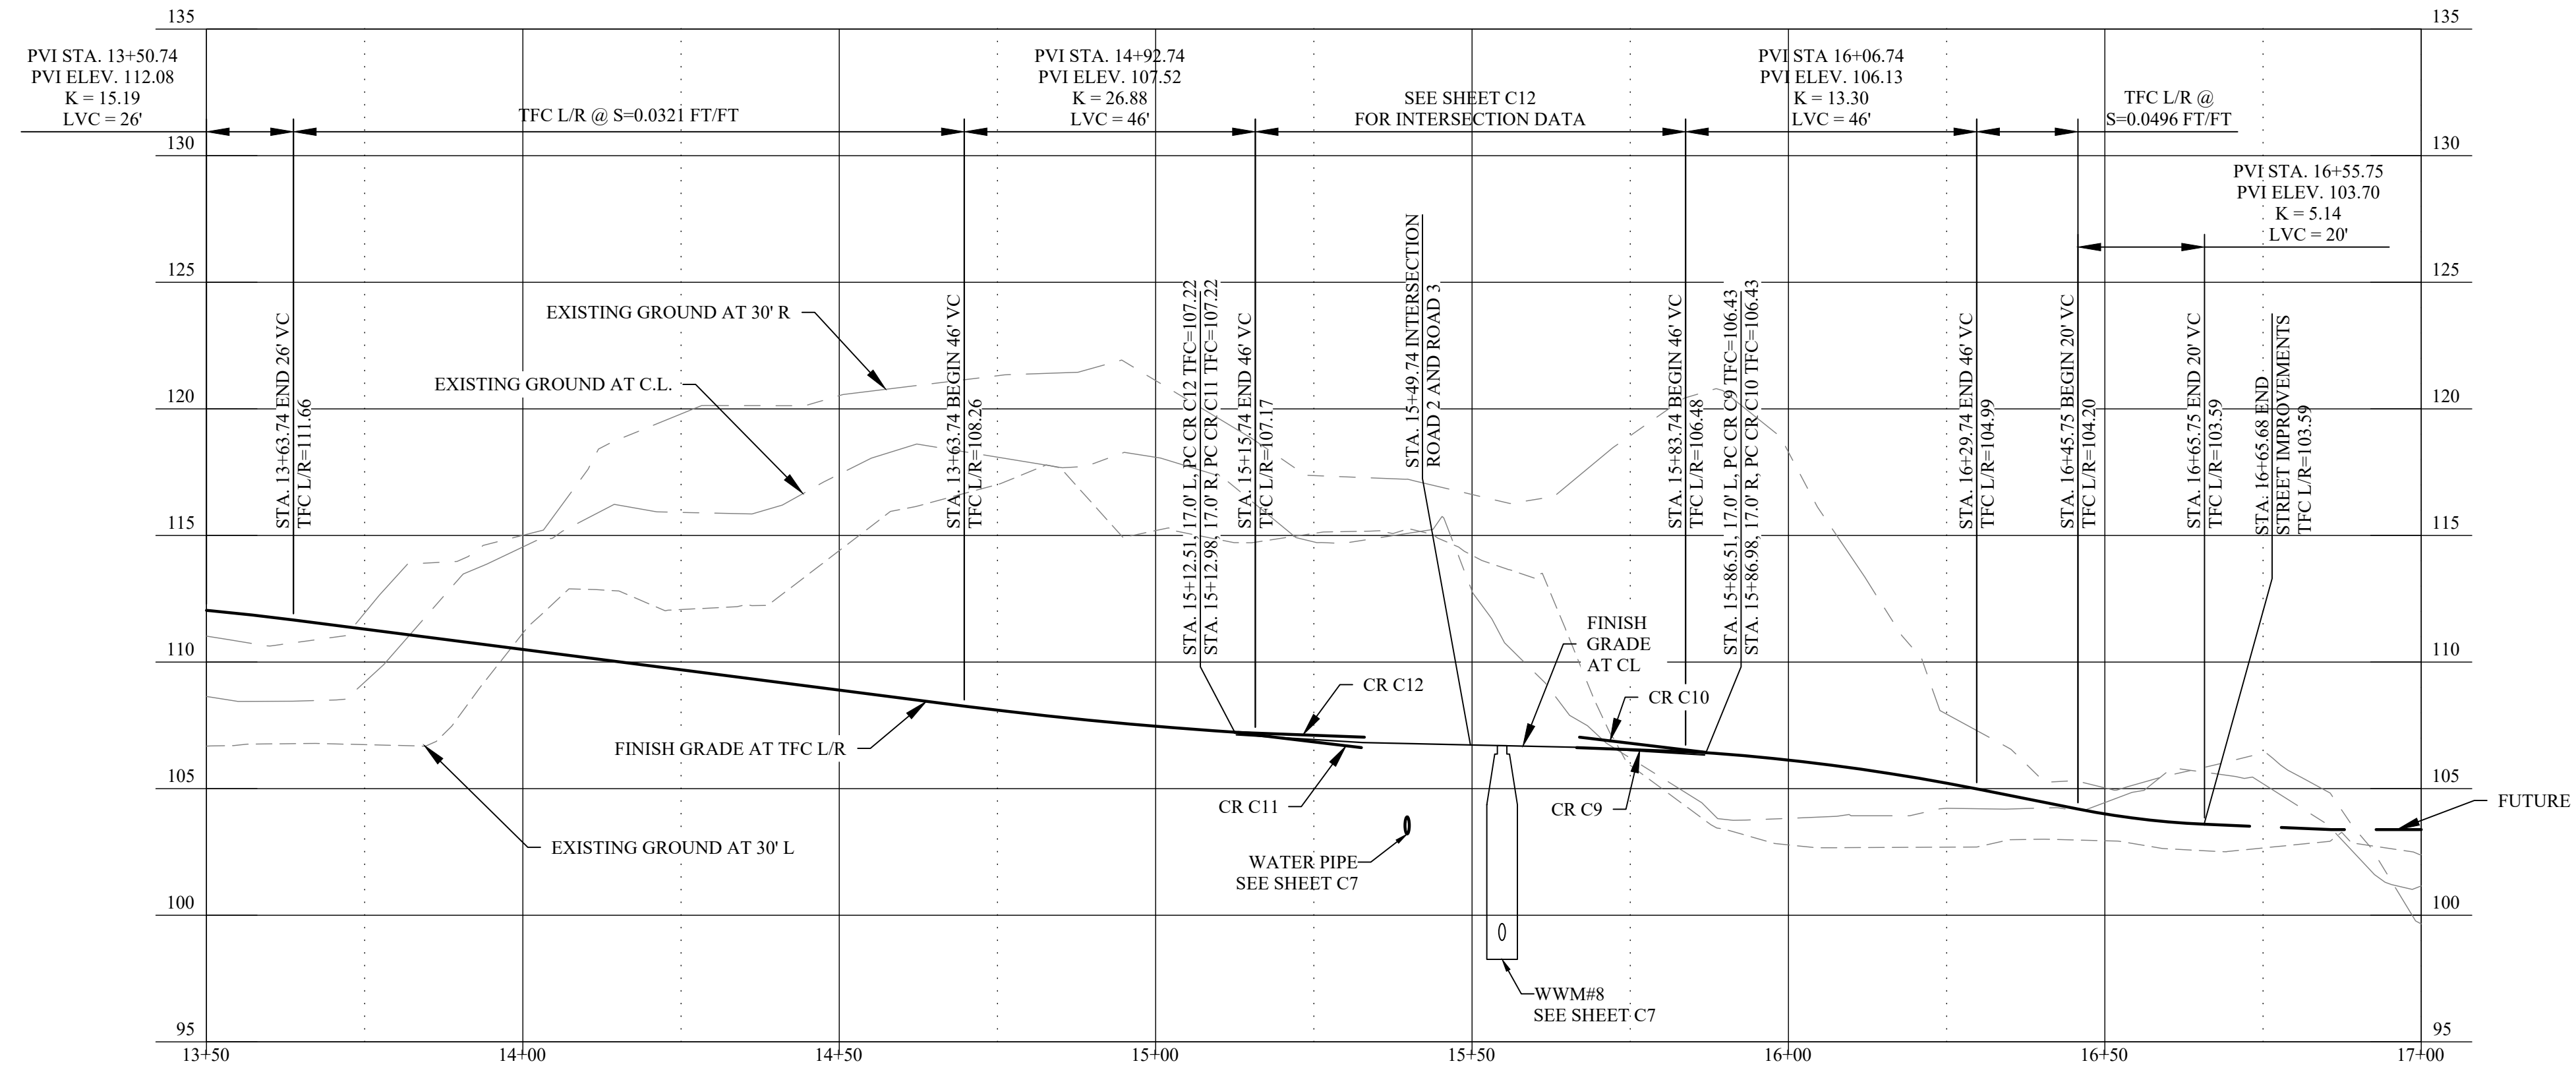 135
135
PVI STA. 13+50.74
PVI ELEV. 112.08
K = 15.19
LVC = 26'
TFC L/R @ S=0.0321 FT/FT
PVI STA. 14+92.74
PVI ELEV. 107.52
K = 26.88
LVC = 46'
SEE SHEET C12
FOR INTERSECTION DATA
PVI STA 16+06.74
PVI ELEV. 106.13
K = 13.30
LVC = 46'
TFC L/R @
S=0.0496 FT/FT
130
130
PVI STA. 16+55.75
PVI ELEV. 103.70
K = 5.14
LVC = 20'
125
125
STA. 13+63.74 END 26' VC
TFC L/R=111.66
EXISTING GROUND AT 30' R
EXISTING GROUND AT C.L.
STA. 13+63.74 BEGIN 46' VC
TFC L/R=108.26
STA. 15+12.51, 17.0' L, PC CR C12 TFC=107.22
STA. 15+12.98, 17.0' R, PC CR C11 TFC=107.22
STA. 15+15.74 END 46' VC
TFC L/R=107.17
STA. 15+49.74 INTERSECTION
ROAD 2 AND ROAD 3
STA. 15+83.74 BEGIN 46' VC
TFC L/R=106.48
STA. 15+86.51, 17.0' L, PC CR C9 TFC=106.43
STA. 15+86.98, 17.0' R, PC CR C10 TFC=106.43
STA. 16+29.74 END 46' VC
TFC L/R=104.99
STA. 16+45.75 BEGIN 20' VC
TFC L/R=104.20
STA. 16+65.75 END 20' VC
TFC L/R=103.59
STA. 16+65.68 END
STREET IMPROVEMENTS
TFC L/R=103.59
120
120
115
115
110
110
FINISH
GRADE
AT CL
CR C12
CR C10
FINISH GRADE AT TFC L/R
105
105
CR C11
CR C9
FUTURE
EXISTING GROUND AT 30' L
WATER PIPE
SEE SHEET C7
100
100
WWM#8
SEE SHEET C7
95
95
13+50
14+00
14+50
15+00
15+50
16+00
16+50
17+00